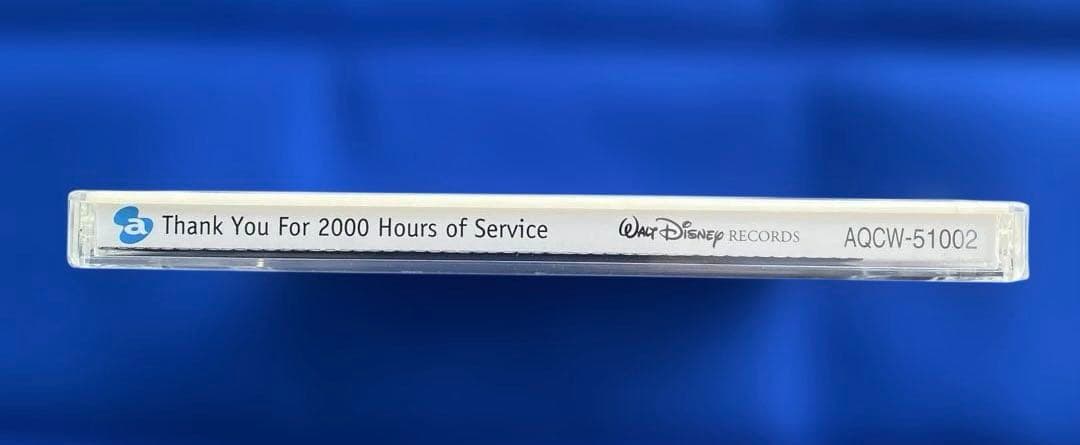 a Thank You For 2000 Hours of Service WALT DISNEY RECORDS AQCW-51002